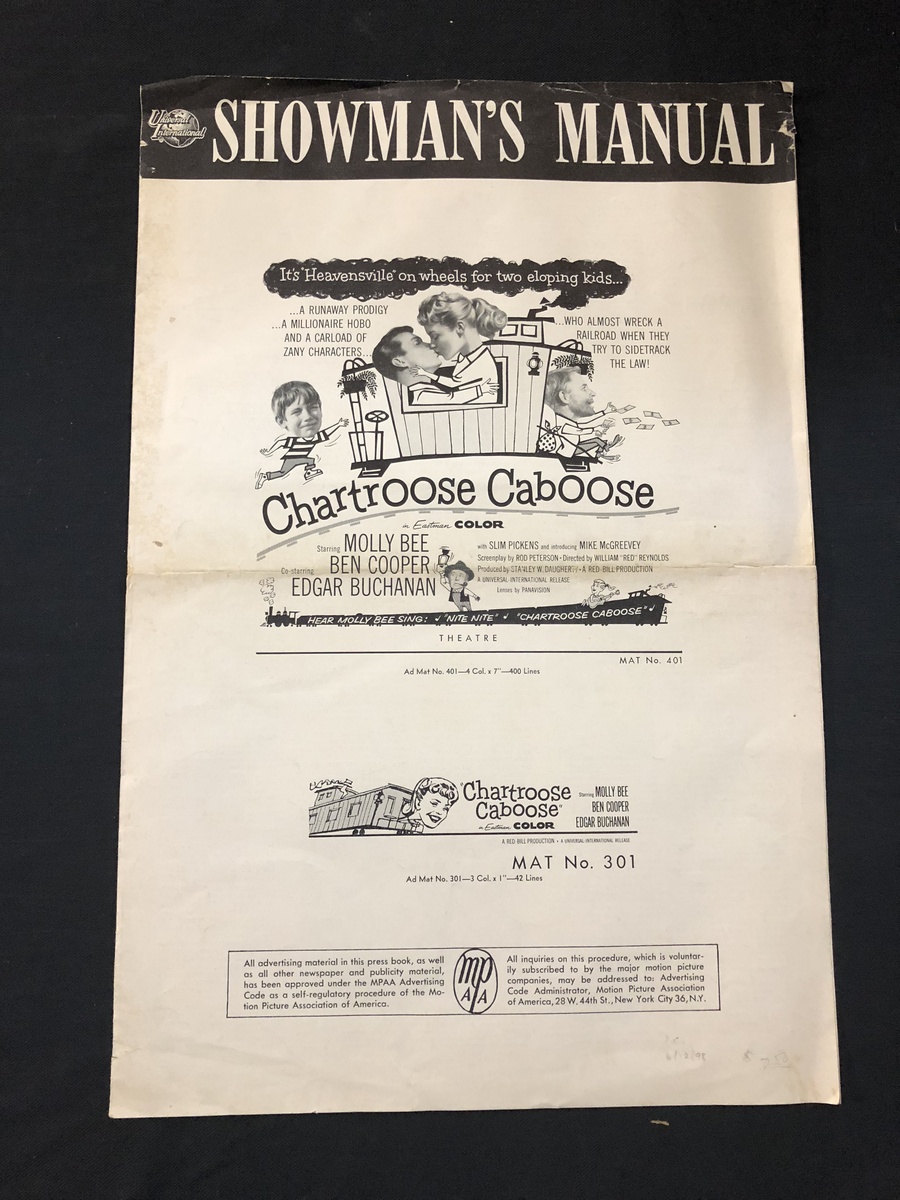 Universal International
SHOWMAN'S MANUAL
It's "Heavensville" on wheels for two eloping kids...
...A RUNAWAY PRODIGY
...A MILLIONAIRE HOBO
AND A CARLOAD OF
ZANY CHARACTERS...
...WHO ALMOST WRECK A
RAILROAD WHEN THEY
TRY TO SIDETRACK
THE LAW!
Chartroose Caboose
in Eastman COLOR
Starring MOLLY BEE
BEN COOPER
Co-starring EDGAR BUCHANAN
with SLIM PICKENS and introducing MIKE McGREEVEY
Screenplay by ROD PETERSON • Directed by WILLIAM "RED" REYNOLDS
Produced by STANLEY W. DAUGHERTY • A RED-BILL PRODUCTION
A UNIVERSAL INTERNATIONAL RELEASE
Lenses by PANAVISION
HEAR MOLLY BEE SING: "NITE NITE" "CHARTROOSE CABOOSE"
THEATRE
MAT No. 401
Ad Mat No. 401—4 Col. x 7"—400 Lines
"Chartroose
Caboose"
in Eastman COLOR
Starring MOLLY BEE
BEN COOPER
EDGAR BUCHANAN
A RED-BILL PRODUCTION • A UNIVERSAL-INTERNATIONAL RELEASE
MAT No. 301
Ad Mat No. 301—3 Col. x 1"—42 Lines
All advertising material in this press book, as well
as all other newspaper and publicity material,
has been approved under the MPAA Advertising
Code as a self-regulatory procedure of the Mo-
tion Picture Association of America.
mp
AA
All inquiries on this procedure, which is voluntar-
ily subscribed to by the major motion picture
companies, may be addressed to: Advertising
Code Administrator, Motion Picture Association
of America, 28 W. 44th St., New York City 36, N.Y.